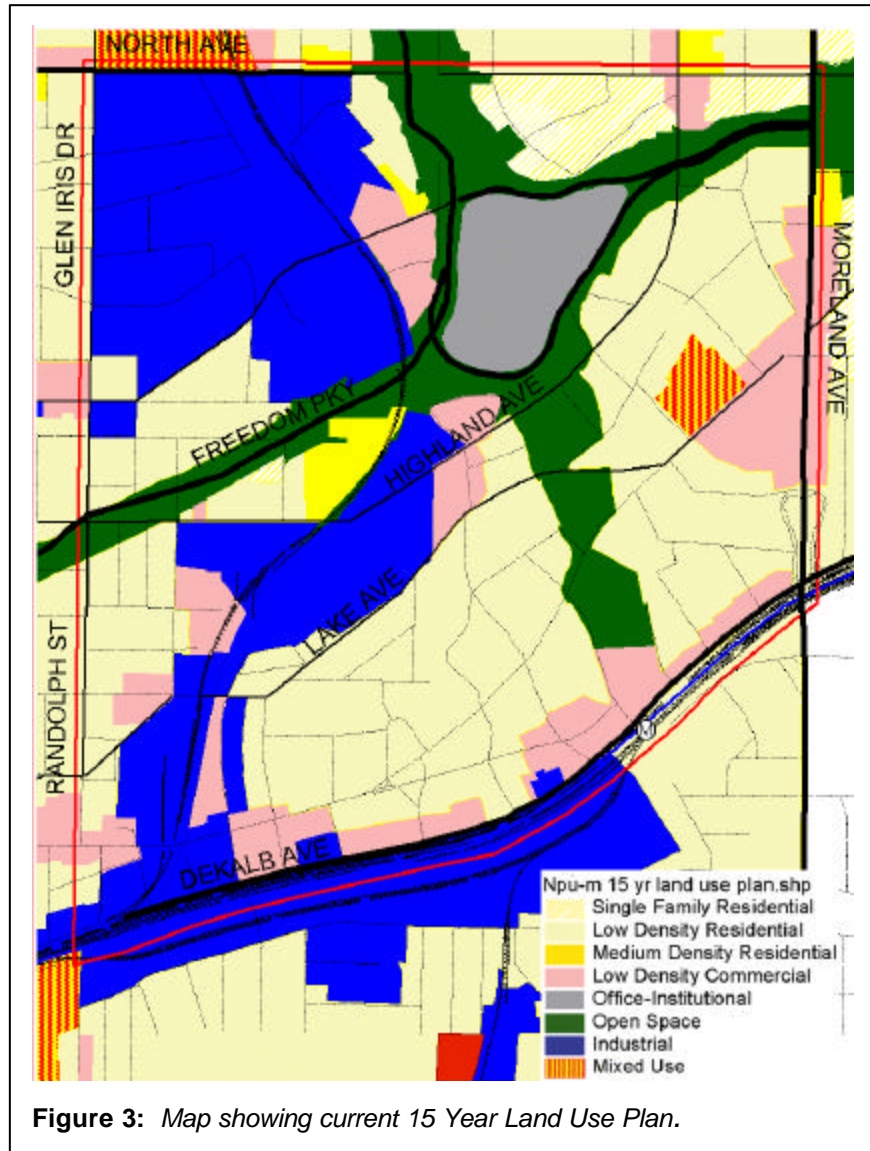 NORTH AVE
GLEN IRIS DR
MORELAND AVE
FREEDOM PKY
HIGHLAND AVE
LAKE AVE
RANDOLPH ST
M
DEKALB AVE
Npu-m 15 yr land use plan.shp
Single Family Residential
Low Density Residential
Medium Density Residential
Low Density Commercial
Office-Institutional
Open Space
Industrial
Mixed Use
Figure 3: Map showing current 15 Year Land Use Plan.